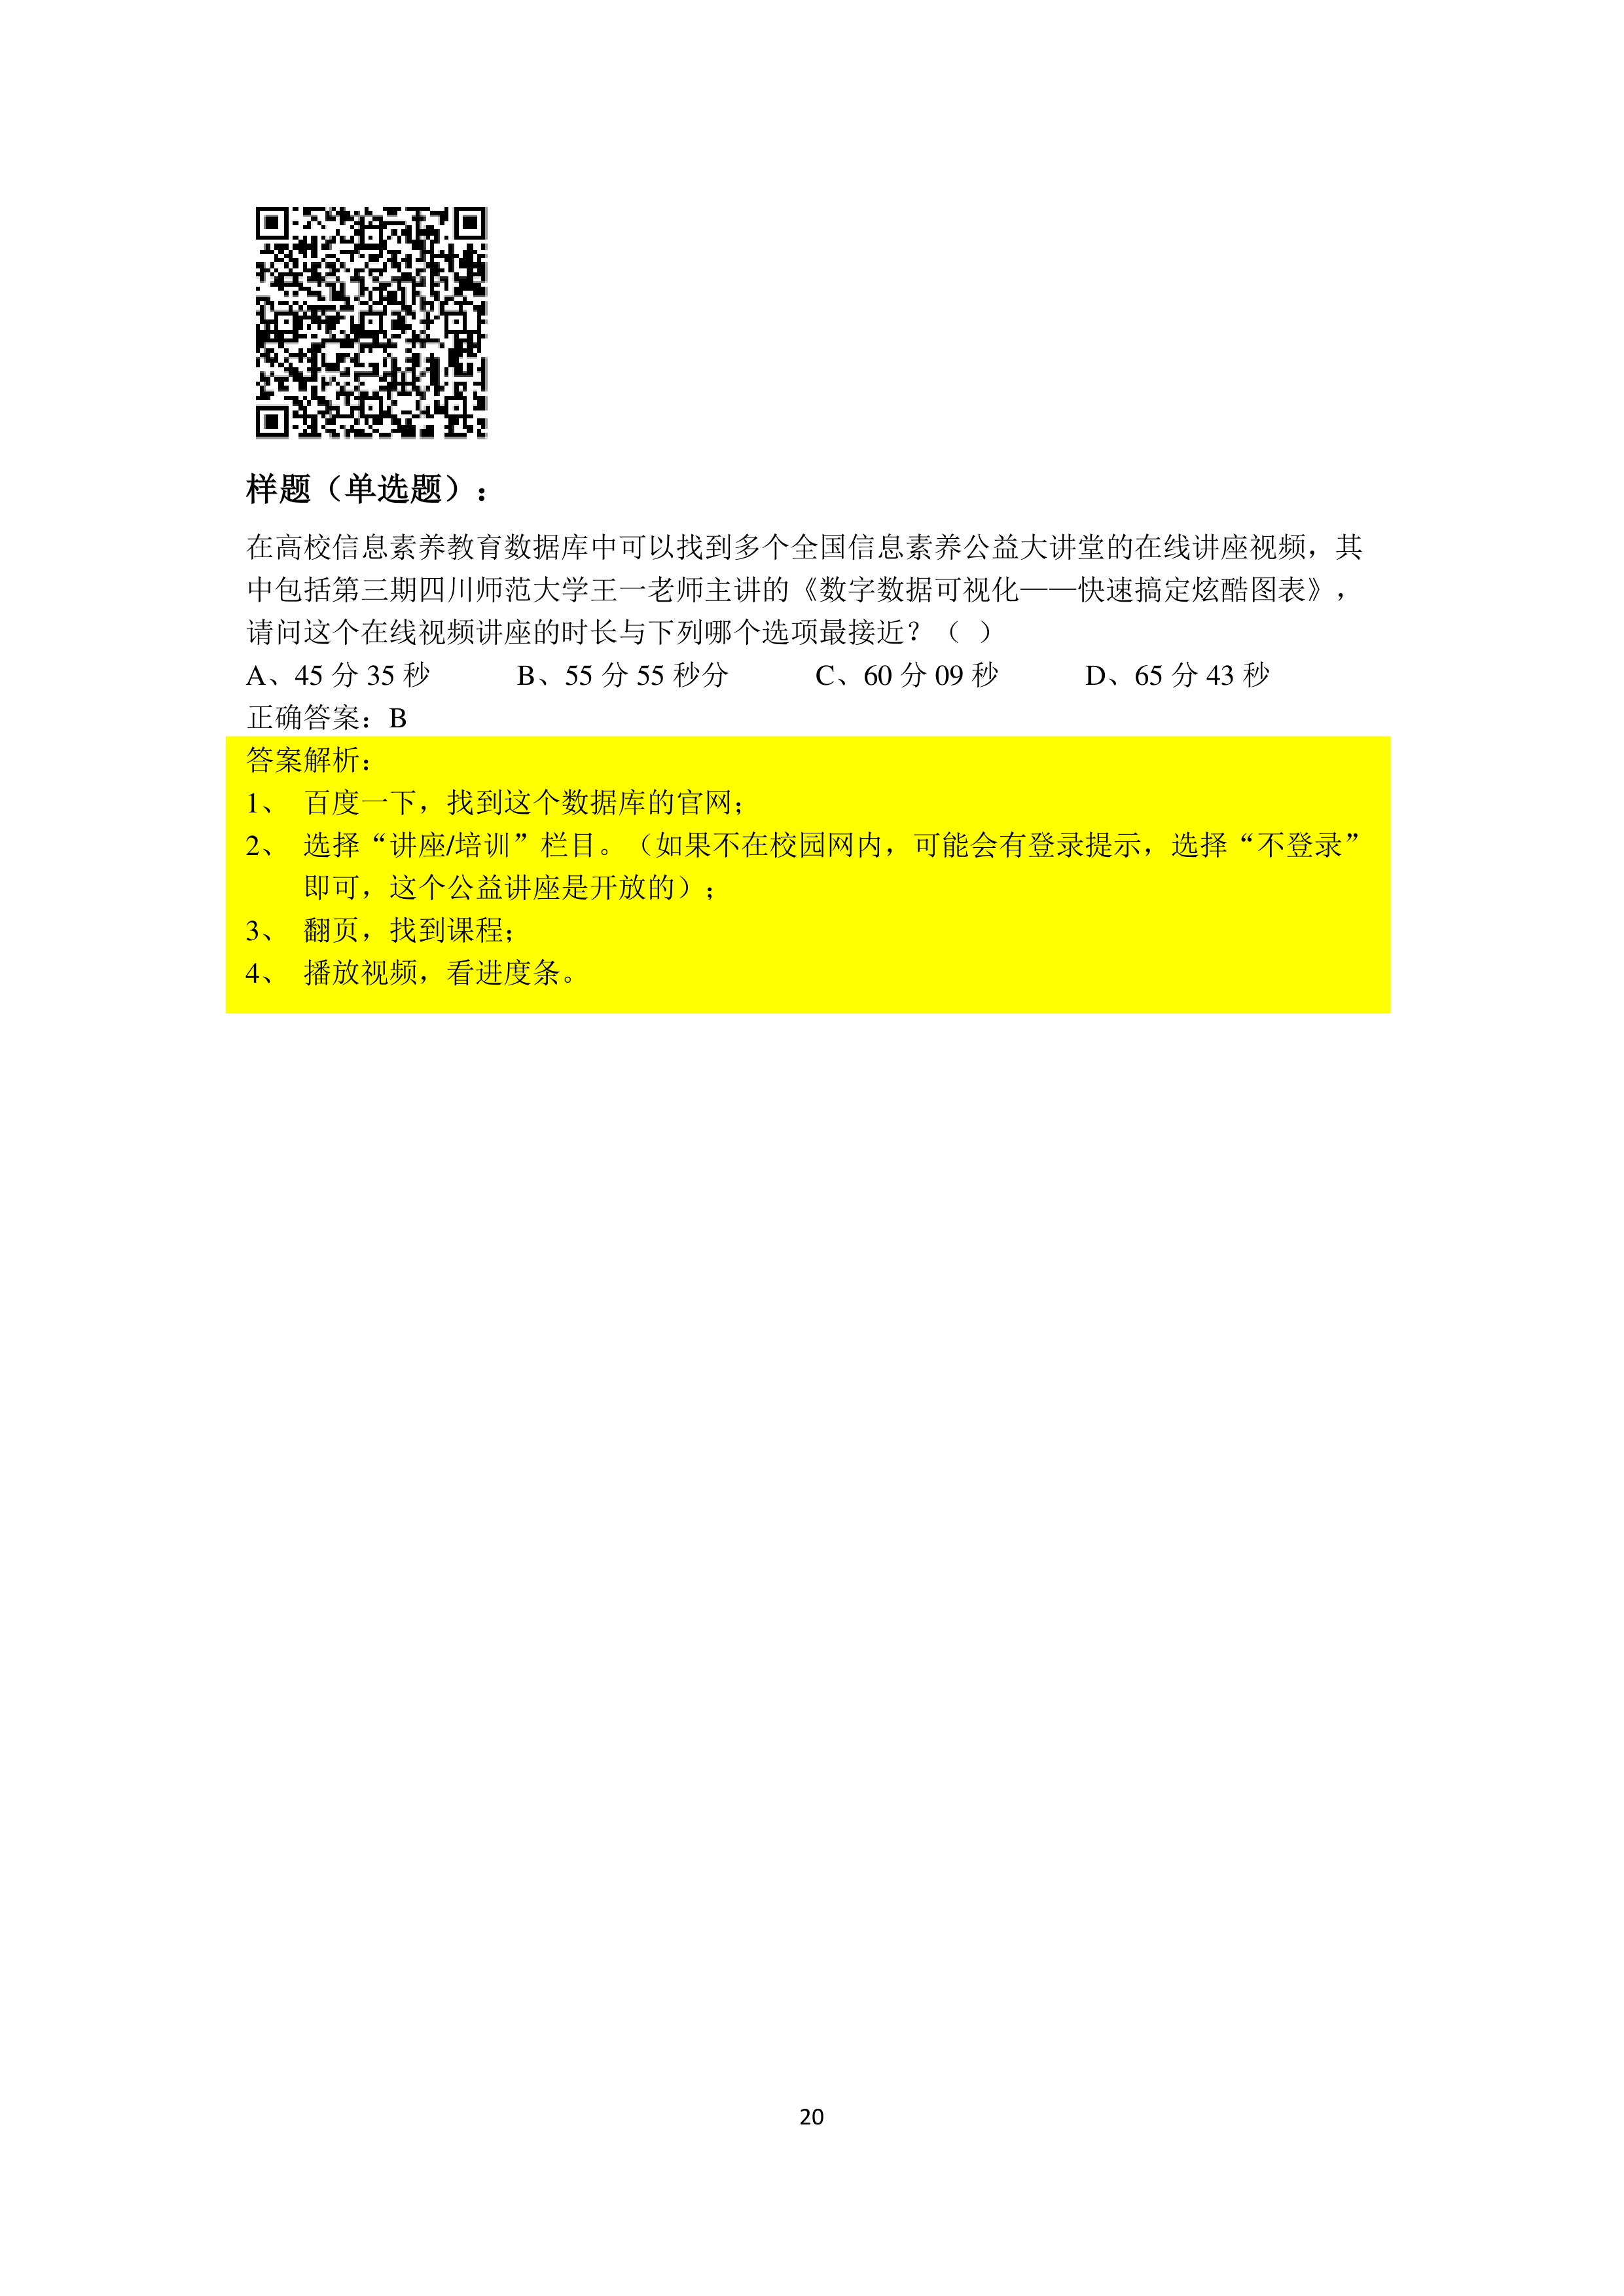 样题（单选题）：
在高校信息素养教育数据库中可以找到多个全国信息素养公益大讲堂的在线讲座视频，其
中包括第三期四川师范大学王一老师主讲的《数字数据可视化——快速搞定炫酷图表》，
请问这个在线视频讲座的时长与下列哪个选项最接近？（ ）
A、45 分 35 秒 B、55 分 55 秒分 C、60 分 09 秒 D、65 分 43 秒
正确答案：B
答案解析：
1、 百度一下，找到这个数据库的官网；
2、 选择“讲座/培训”栏目。（如果不在校园网内，可能会有登录提示，选择“不登录”
即可，这个公益讲座是开放的）；
3、 翻页，找到课程；
4、 播放视频，看进度条。
20